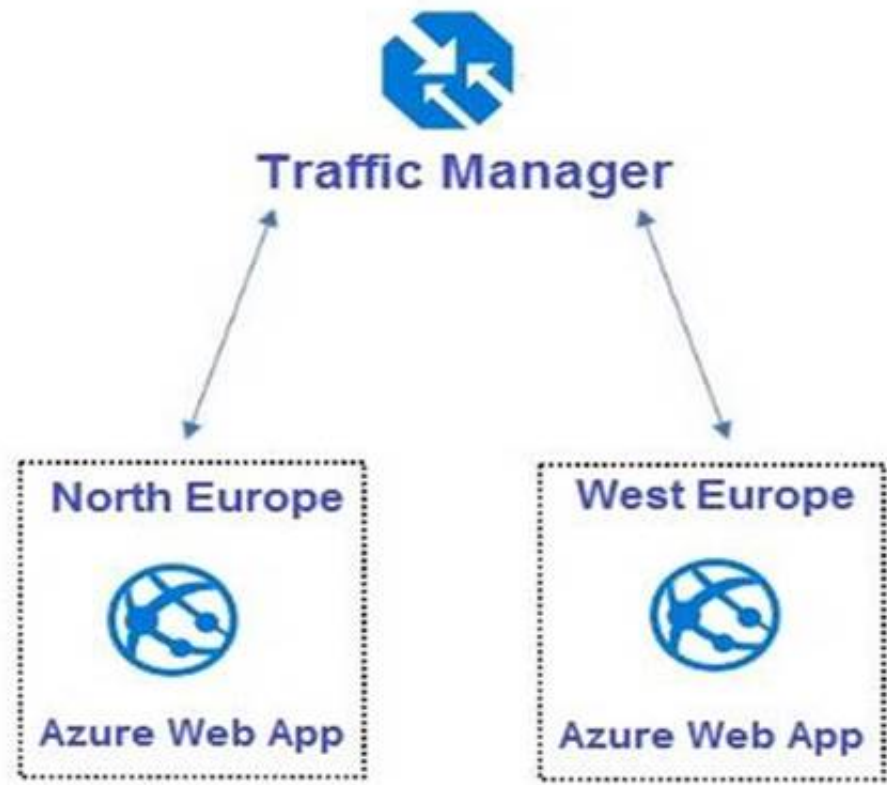 Traffic Manager
North Europe
Azure Web App
West Europe
Azure Web App